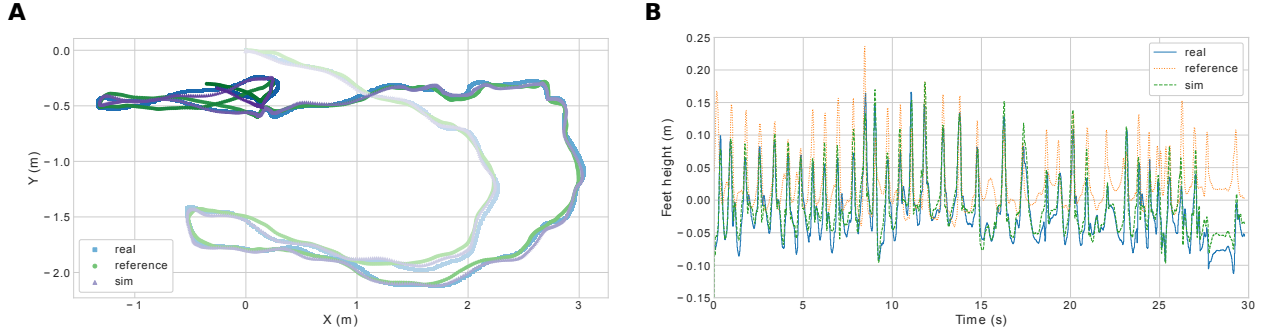 A
B
0.0
−0.5
−1.0
−1.5
−2.0
Y (m)
real
reference
sim
−1
0
1
2
3
X (m)
0.25
0.20
0.15
0.10
0.05
0.00
−0.05
−0.10
−0.15
Feet height (m)
real
reference
sim
0
5
10
15
20
25
30
Time (s)